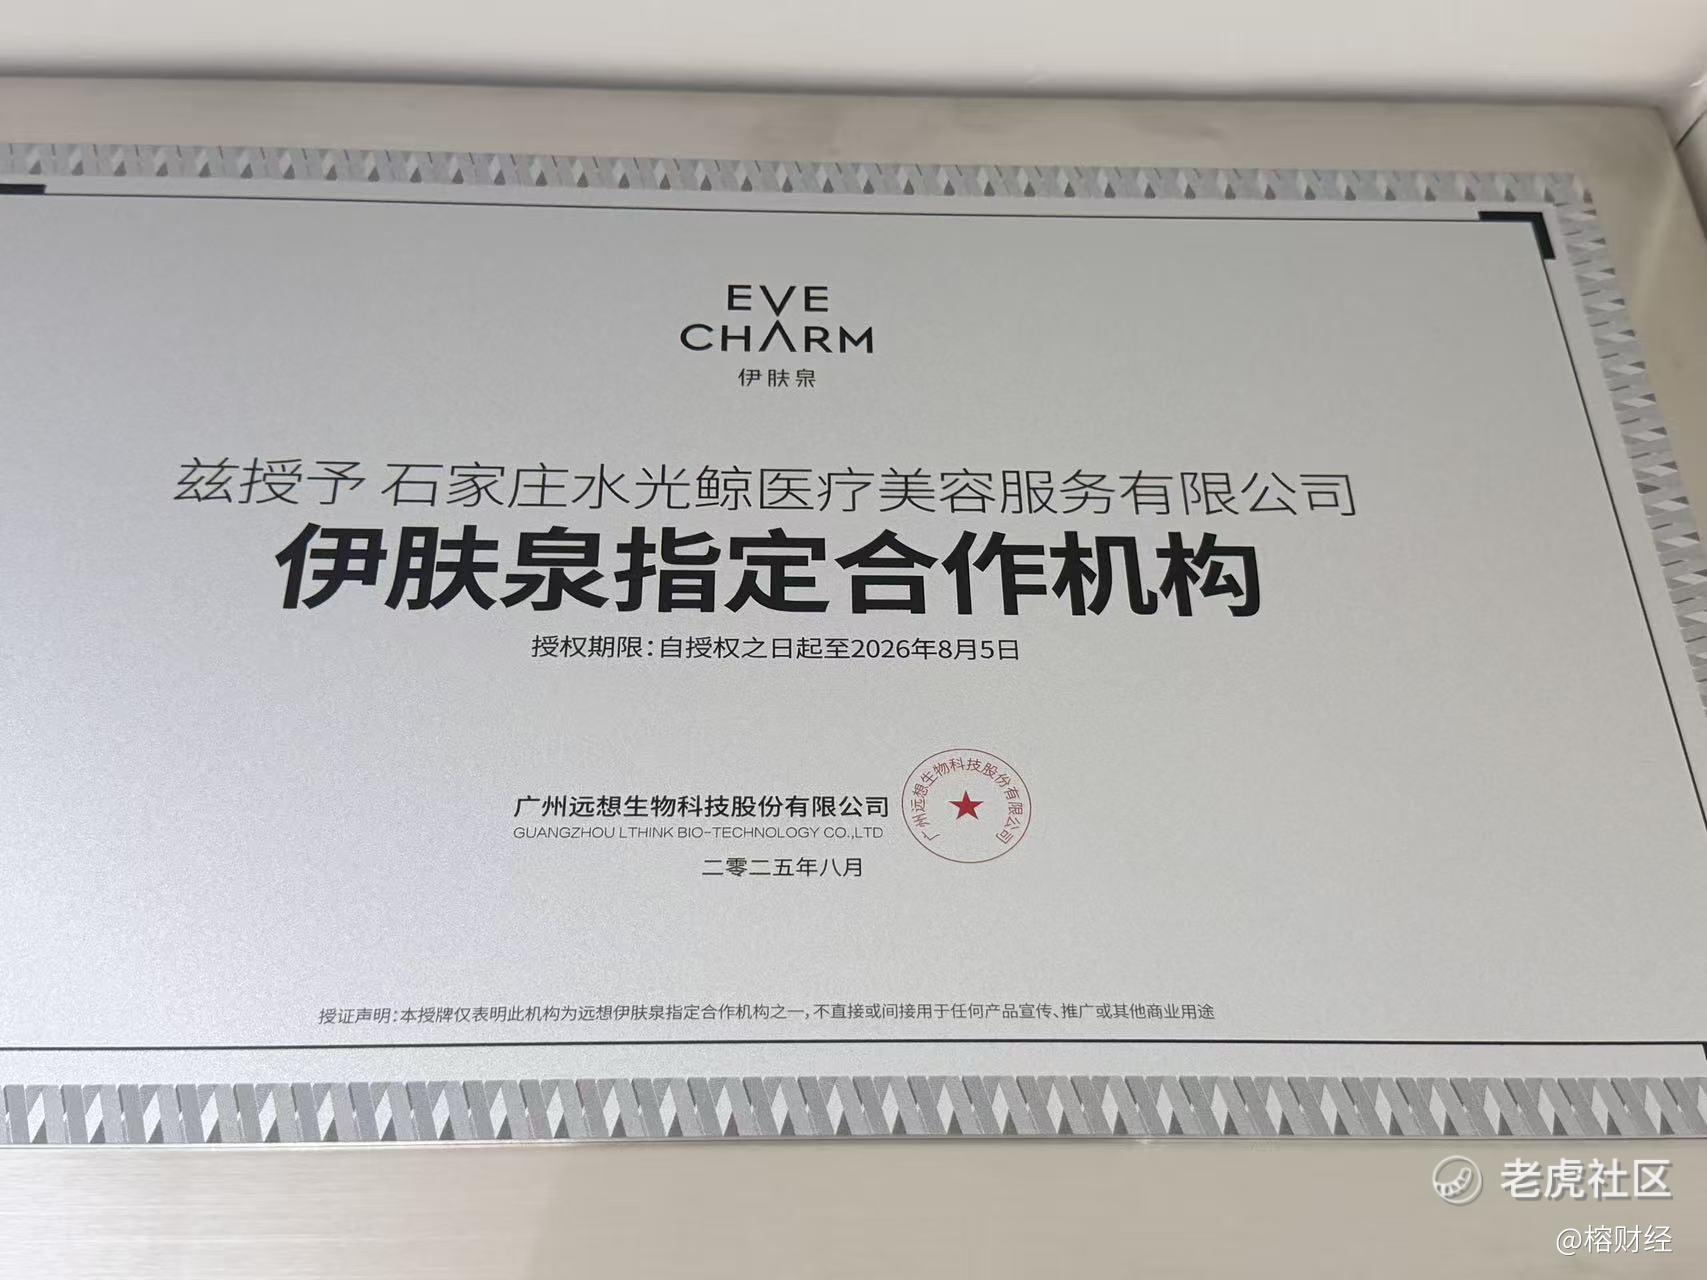 EVE
CHARM
伊肤泉
兹授予 石家庄水光鲸医疗美容服务有限公司
伊肤泉指定合作机构
授权期限:自授权之日起至2026年8月5日
广州远想生物科技股份有限公司
GUANGZHOU LTHINK BIO-TECHNOLOGY CO.,LTD
二零二五年八月
广州远想生物科技股份有限公司
授证声明:本授牌仅表明此机构为远想伊肤泉指定合作机构之一,不直接或间接用于任何产品宣传、推广或其他商业用途
老虎社区
@榕财经